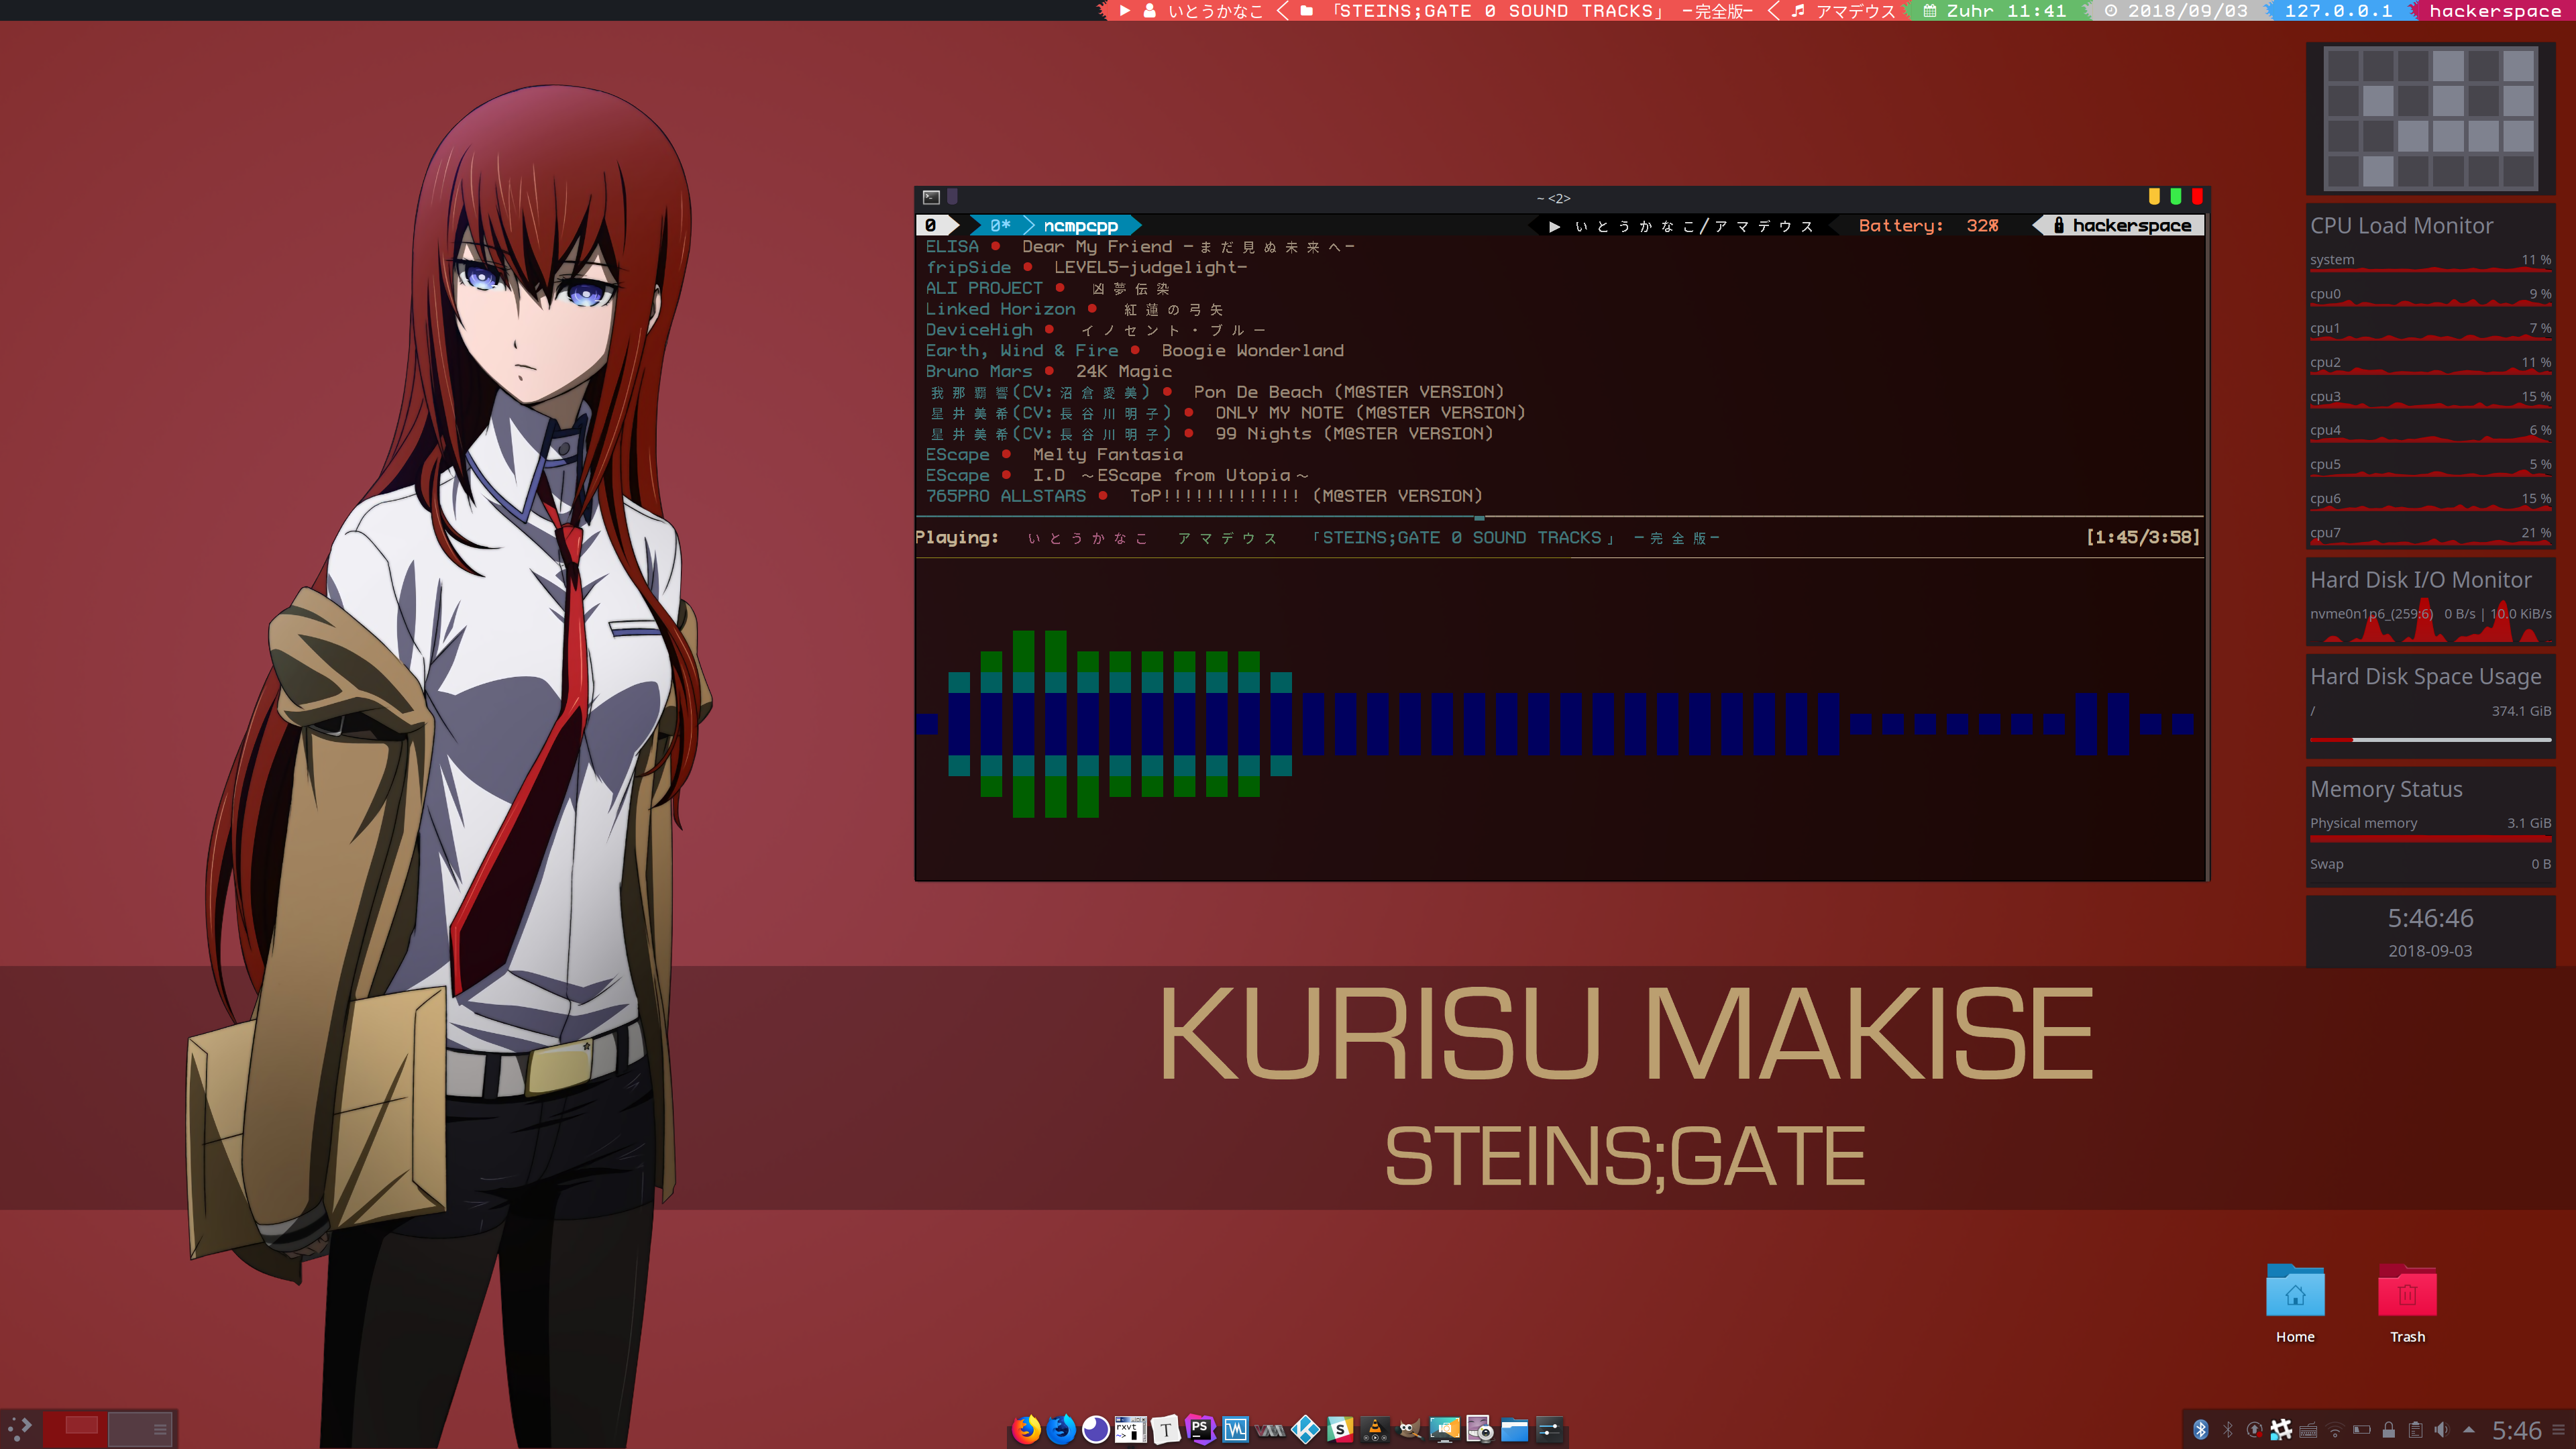 いとうかなこ 「STEINS;GATE 0 SOUND TRACKS」 −完全版− アマデウス Zuhr 11:41 2018/09/03 127.0.0.1 hackerspace
~ <2>
0 0* ncmpcpp いとうかなこ/アマデウス Battery: 32% hackerspace
ELISA Dear My Friend −まだ見ぬ未来へ−
fripSide LEVEL5-judgelight-
ALI PROJECT 凶夢伝染
Linked Horizon 紅蓮の弓矢
DeviceHigh イノセント・ブルー
Earth, Wind & Fire Boogie Wonderland
Bruno Mars 24K Magic
我那覇響(CV:沼倉愛美) Pon De Beach (M@STER VERSION)
星井美希(CV:長谷川明子) ONLY MY NOTE (M@STER VERSION)
星井美希(CV:長谷川明子) 99 Nights (M@STER VERSION)
EScape Melty Fantasia
EScape I.D ～EScape from Utopia～
765PRO ALLSTARS ToP!!!!!!!!!!!!! (M@STER VERSION)
Playing: いとうかなこ アマデウス 「STEINS;GATE 0 SOUND TRACKS」 −完全版− [1:45/3:58]
CPU Load Monitor
system 11 %
cpu0 9 %
cpu1 7 %
cpu2 11 %
cpu3 15 %
cpu4 6 %
cpu5 5 %
cpu6 15 %
cpu7 21 %
Hard Disk I/O Monitor
nvme0n1p6_(259:6) 0 B/s | 10.0 KiB/s
Hard Disk Space Usage
/ 374.1 GiB
Memory Status
Physical memory 3.1 GiB
Swap 0 B
5:46:46
2018-09-03
KURISU MAKISE
STEINS;GATE
Home Trash
rxvt T PS S
5:46